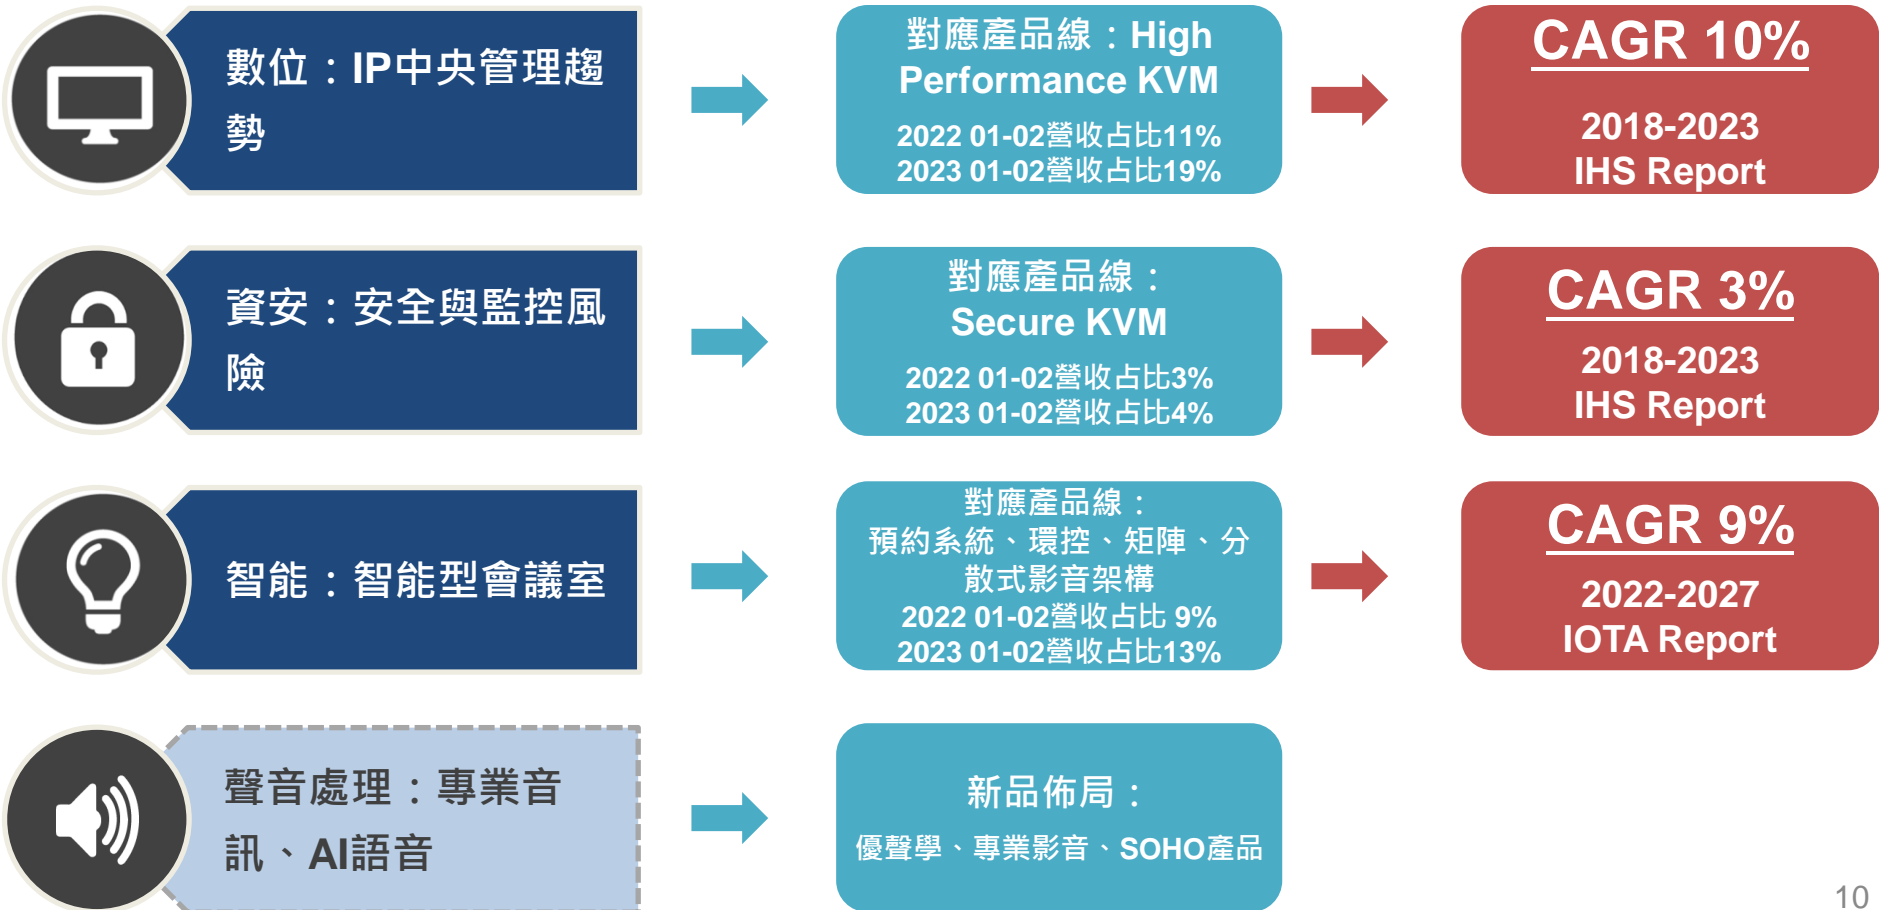 數位：IP中央管理趨
勢
對應產品線：High
Performance KVM
2022 01-02營收占比11%
2023 01-02營收占比19%
CAGR 10%
2018-2023
IHS Report
資安：安全與監控風
險
對應產品線：
Secure KVM
2022 01-02營收占比3%
2023 01-02營收占比4%
CAGR 3%
2018-2023
IHS Report
智能：智能型會議室
對應產品線：
預約系統、環控、矩陣、分
散式影音架構
2022 01-02營收占比 9%
2023 01-02營收占比13%
CAGR 9%
2022-2027
IOTA Report
聲音處理：專業音
訊、AI語音
新品佈局：
優聲學、專業影音、SOHO產品
10